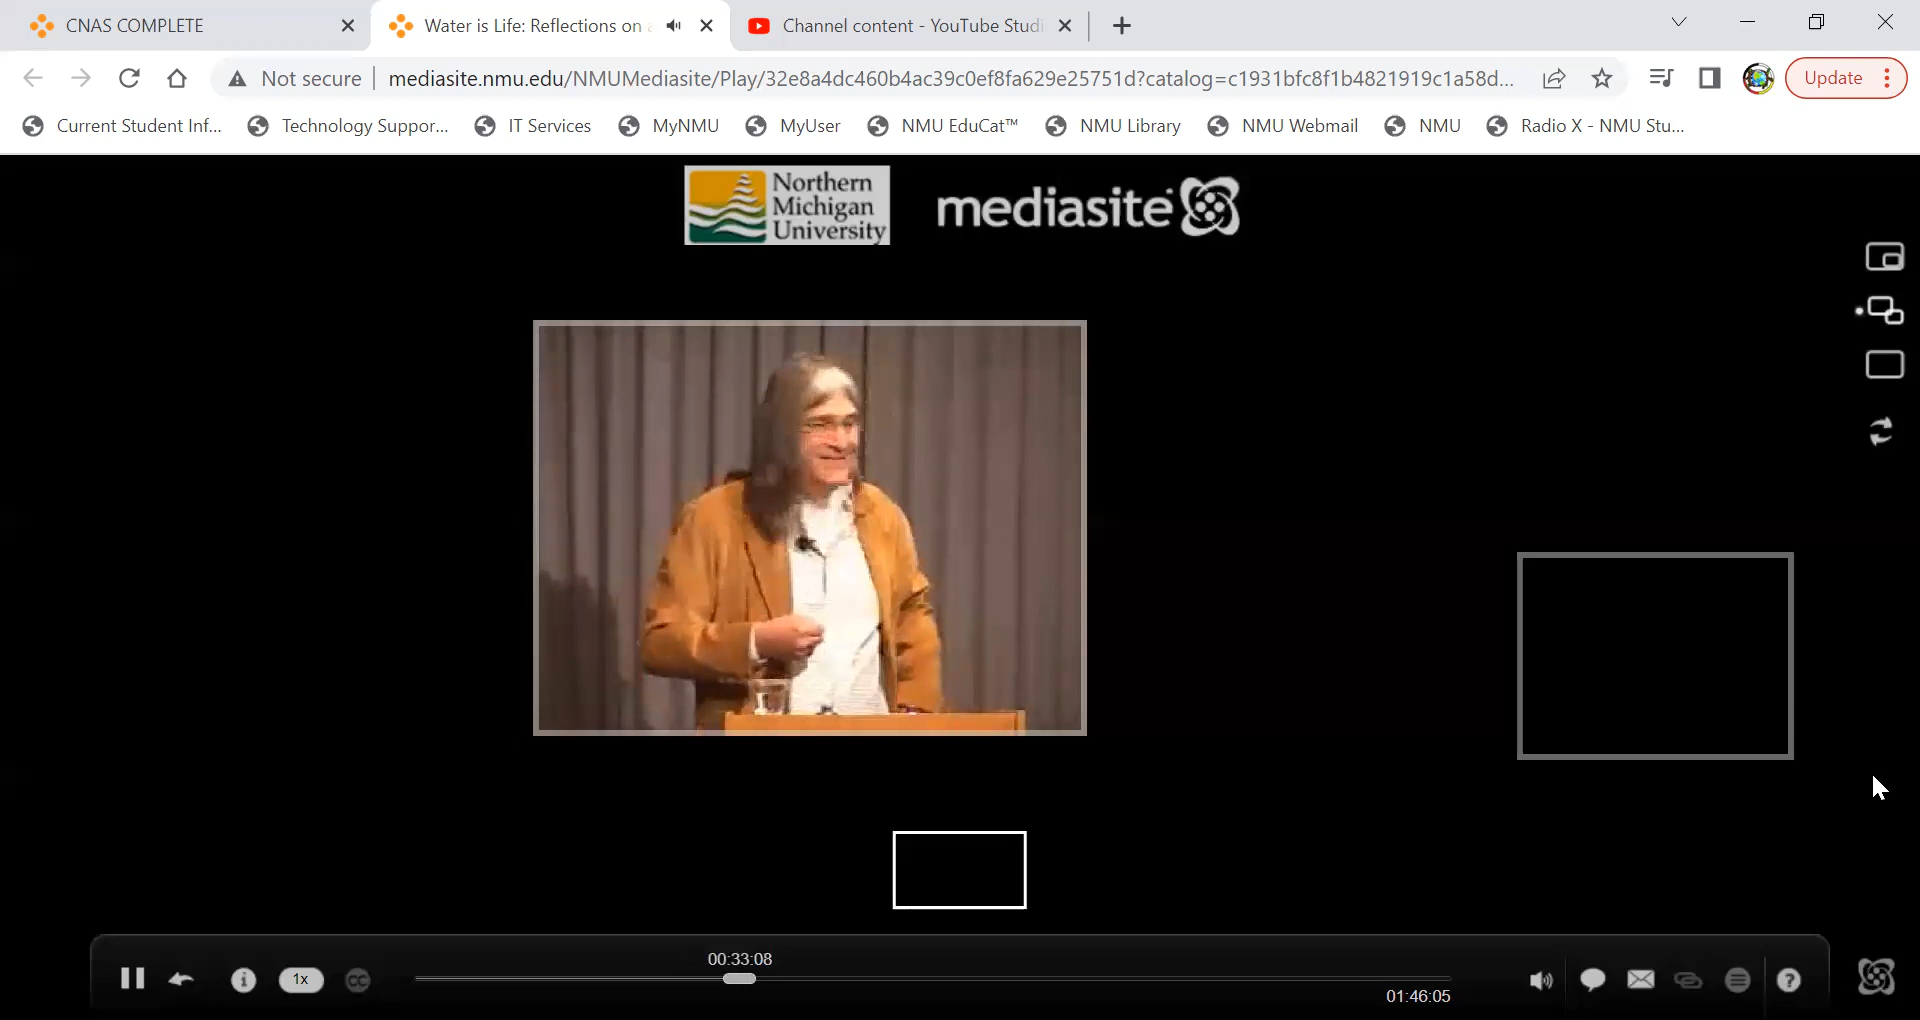 CNAS COMPLETE
Water is Life: Reflections on a
Channel content - YouTube Studi
Not secure
mediasite.nmu.edu/NMUMediasite/Play/32e8a4dc460b4ac39c0ef8fa629e25751d?catalog=c1931bfc8f1b4821919c1a58d...
Update
Current Student Inf...
Technology Suppor...
IT Services
MyNMU
MyUser
NMU EduCat™
NMU Library
NMU Webmail
NMU
Radio X - NMU Stu...
Northern
Michigan
University
mediasite
00:33:08
1x
CC
01:46:05